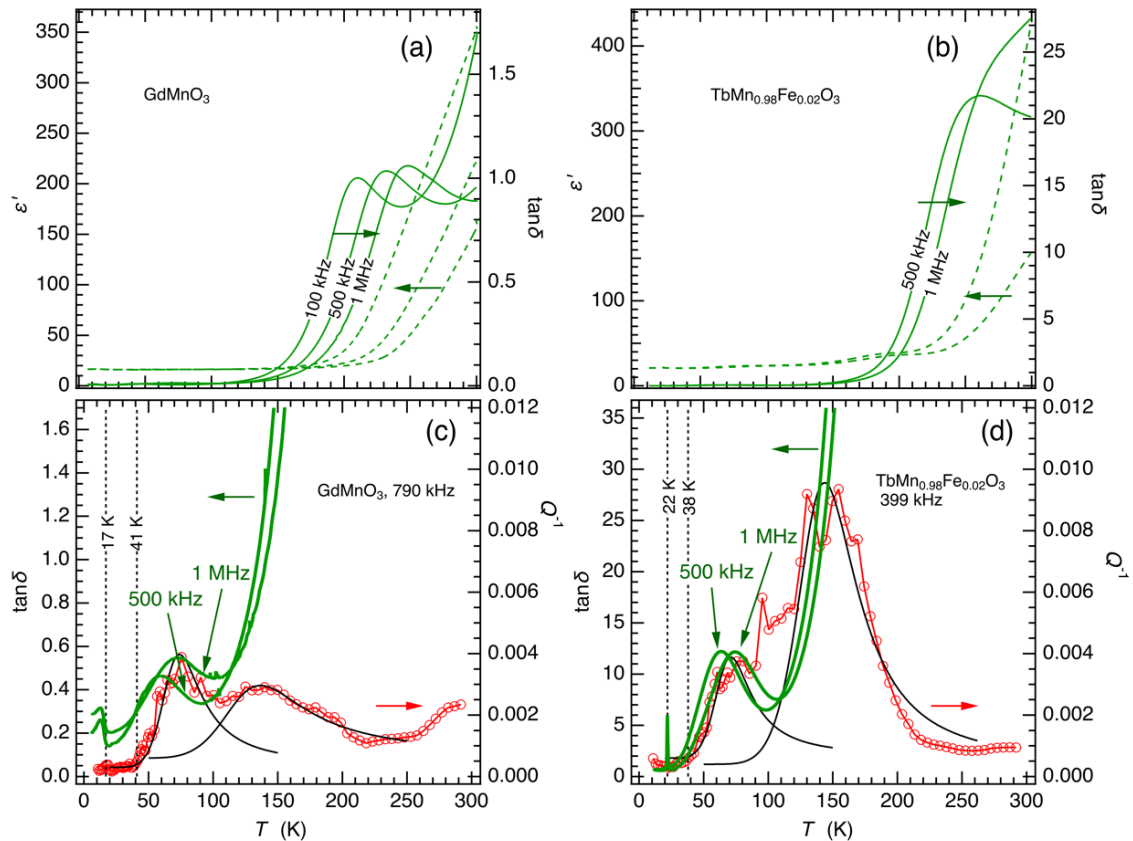 (a)
GdMnO3
350
300
250
200
150
100
50
0
ε'
1.5
1.0
0.5
0.0
tanδ
100 kHz
500 kHz
1 MHz
(b)
TbMn0.98Fe0.02O3
400
300
200
100
0
ε'
25
20
15
10
5
0
tanδ
500 kHz
1 MHz
(c)
GdMnO3, 790 kHz
1.6
1.4
1.2
1.0
0.8
0.6
0.4
0.2
0.0
tanδ
0.012
0.010
0.008
0.006
0.004
0.002
0.000
Q-1
17 K
41 K
1 MHz
500 kHz
0 50 100 150 200 250 300
T (K)
(d)
TbMn0.98Fe0.02O3
399 kHz
35
30
25
20
15
10
5
0
tanδ
0.012
0.010
0.008
0.006
0.004
0.002
0.000
Q-1
22 K
38 K
500 kHz
1 MHz
0 50 100 150 200 250 300
T (K)